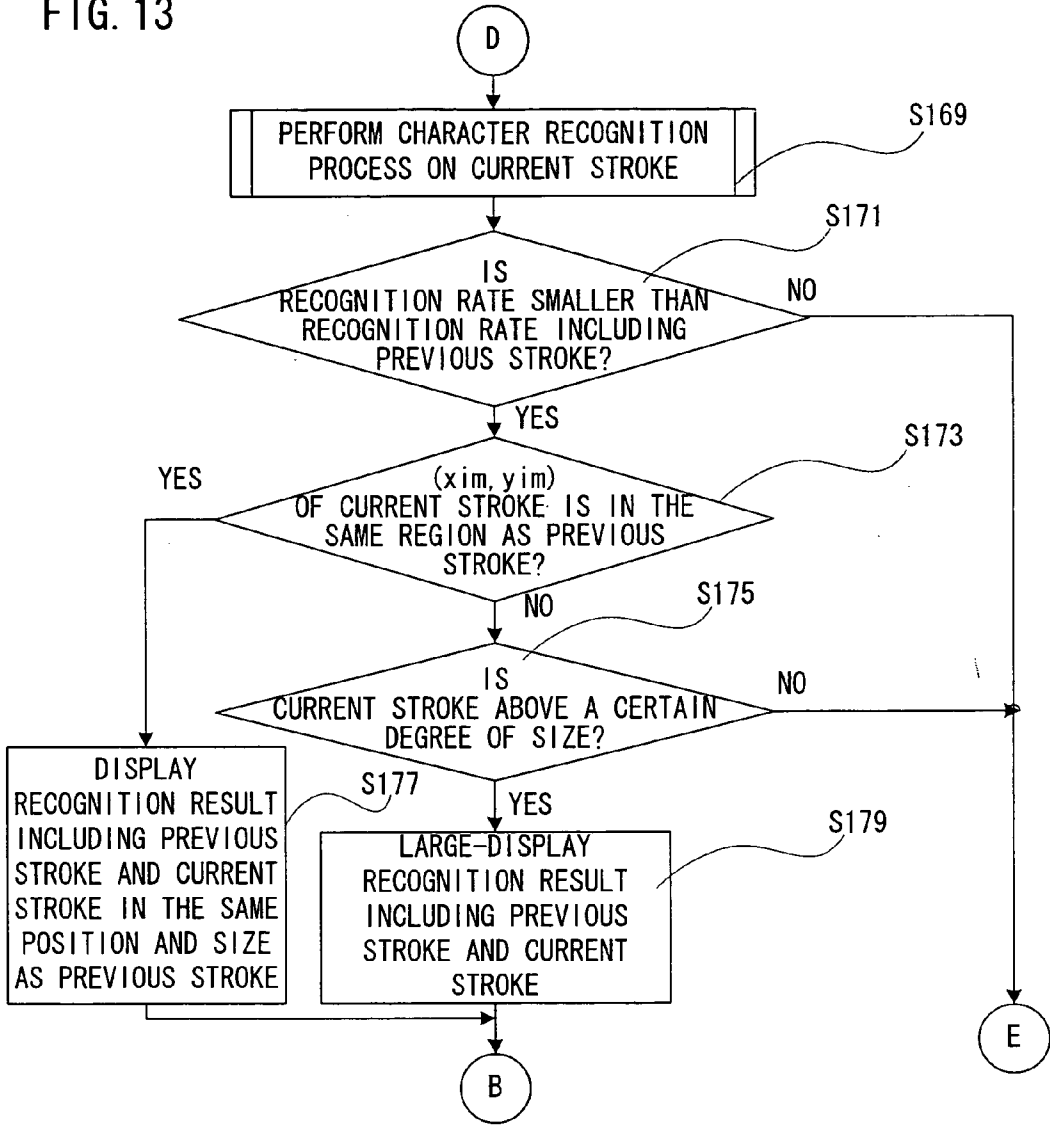 FIG. 13
D
PERFORM CHARACTER RECOGNITION
PROCESS ON CURRENT STROKE
S169
S171
IS
RECOGNITION RATE SMALLER THAN
RECOGNITION RATE INCLUDING
PREVIOUS STROKE?
NO
YES
S173
YES
(xim, yim)
OF CURRENT STROKE IS IN THE
SAME REGION AS PREVIOUS
STROKE?
NO
S175
IS
CURRENT STROKE ABOVE A CERTAIN
DEGREE OF SIZE?
NO
YES
DISPLAY
RECOGNITION RESULT
INCLUDING PREVIOUS
STROKE AND CURRENT
STROKE IN THE SAME
POSITION AND SIZE
AS PREVIOUS STROKE
S177
LARGE-DISPLAY
RECOGNITION RESULT
INCLUDING PREVIOUS
STROKE AND CURRENT
STROKE
S179
E
B